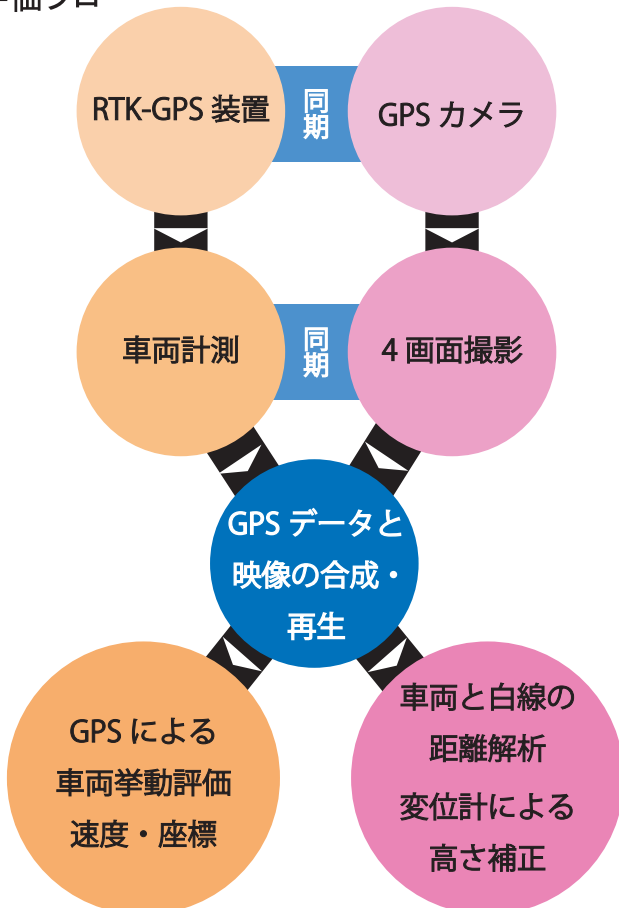 RTK-GPS 装置
同期
GPS カメラ
車両計測
同期
4 画面撮影
GPS データと
映像の合成・
再生
GPS による
車両挙動評価
速度・座標
車両と白線の
距離解析
変位計による
高さ補正